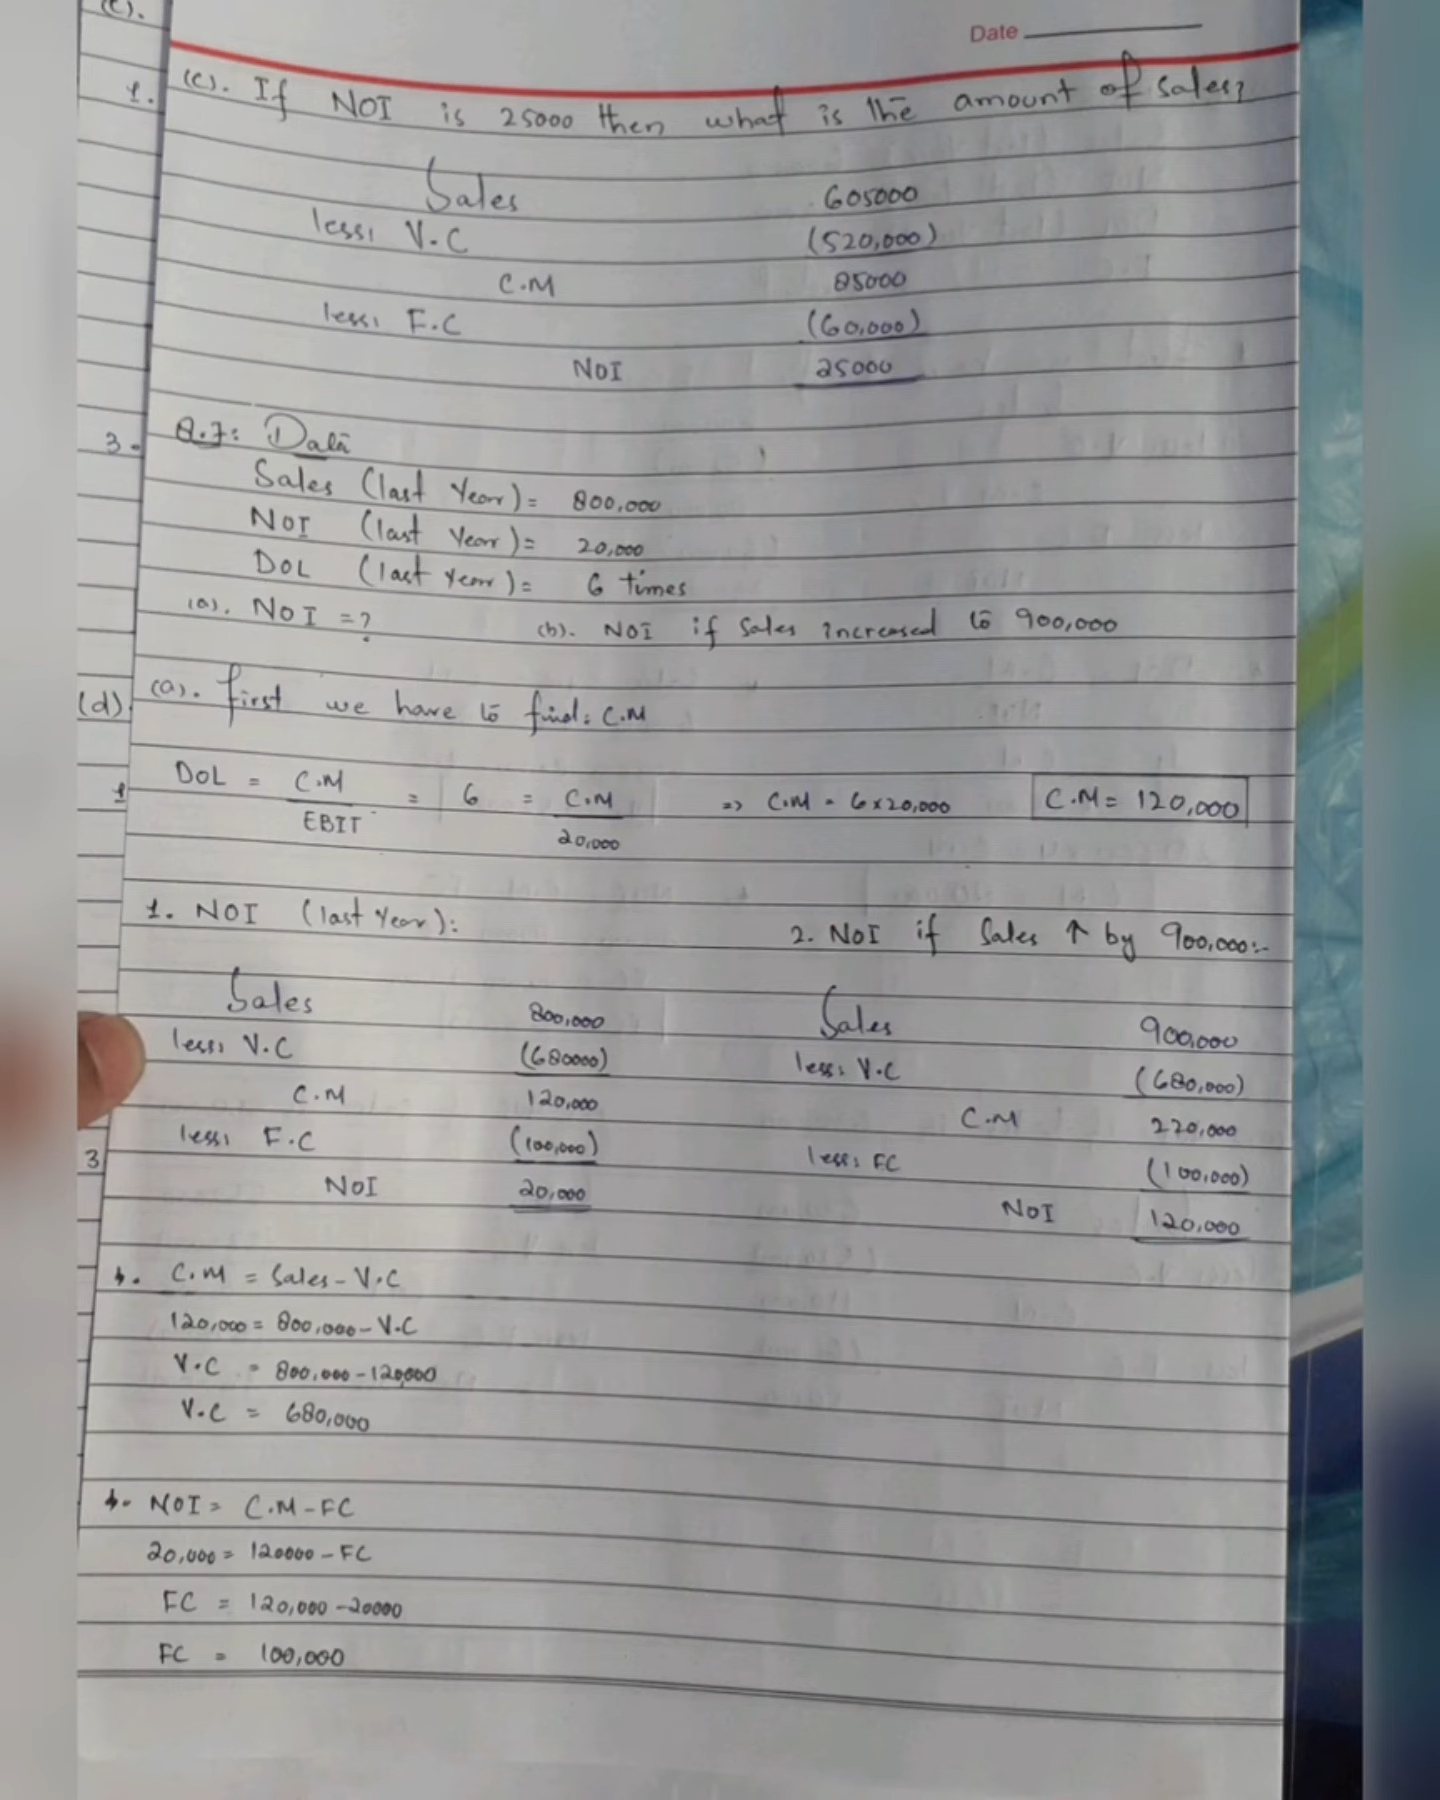 (c).
Date
1. (c). If NOI is 25000 then what is the amount of sales?
Sales 605000
less: V.C (520,000)
C.M 85000
less: F.C (60,000)
NOI 25000
3. Q.7: Data
Sales (last Year) = 800,000
NOI (last Year) = 20,000
DOL (last Year) = 6 times
(a). NOI = ? (b). NOI if Sales increased to 900,000
(d) (a). first we have to find: C.M
1 DOL = C.M / EBIT = 6 = C.M / 20,000 => C.M = 6 x 20,000 C.M = 120,000
1. NOI (last Year): 2. NOI if Sales ↑ by 900,000:-
Sales 800,000 Sales 900,000
less: V.C (680000) less: V.C (680,000)
C.M 120,000 C.M 220,000
3 less: F.C (100,000) less: FC (100,000)
NOI 20,000 NOI 120,000
C.M = Sales - V.C
120,000 = 800,000 - V.C
V.C = 800,000 - 120,000
V.C = 680,000
NOI = C.M - FC
20,000 = 120000 - FC
FC = 120,000 - 20000
FC = 100,000